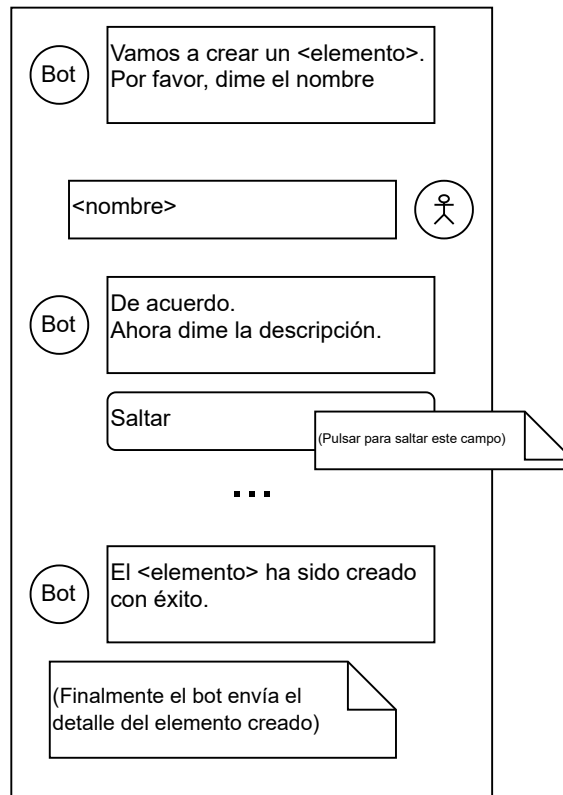 Bot
Vamos a crear un <elemento>.
Por favor, dime el nombre
<nombre>
Bot
De acuerdo.
Ahora dime la descripción.
Saltar
(Pulsar para saltar este campo)
...
Bot
El <elemento> ha sido creado
con éxito.
(Finalmente el bot envía el
detalle del elemento creado)